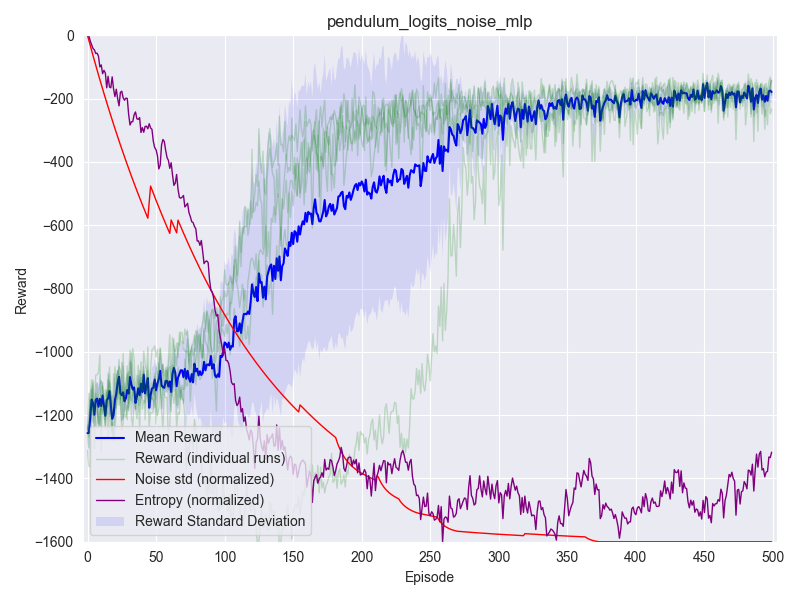 pendulum_logits_noise_mlp
Reward
0
−200
−400
−600
−800
−1000
−1200
−1400
−1600
Mean Reward
Reward (individual runs)
Noise std (normalized)
Entropy (normalized)
Reward Standard Deviation
0 50 100 150 200 250 300 350 400 450 500
Episode